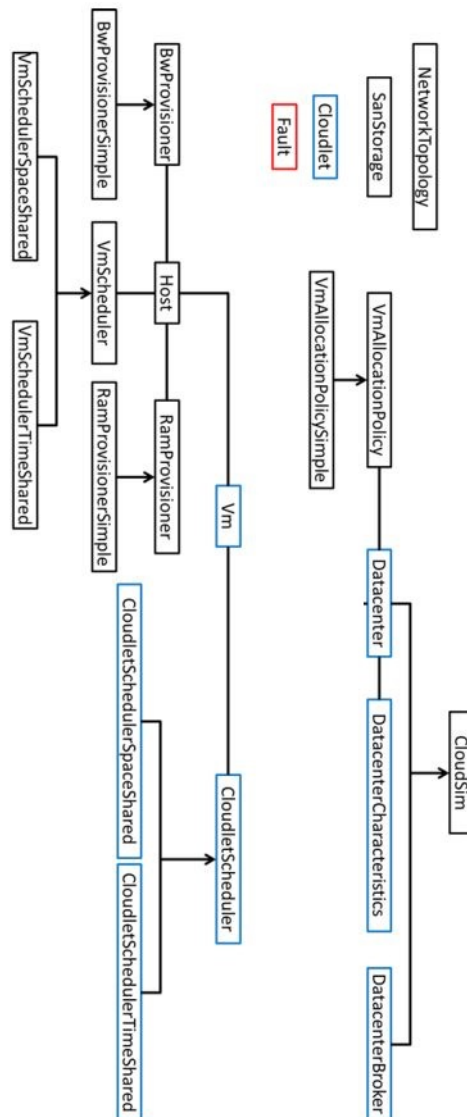 CloudSim
NetworkTopology
VmAllocationPolicy
Datacenter
DatacenterCharacteristics
DatacenterBroker
SanStorage
VmAllocationPolicySimple
Cloudlet
Fault
Vm
CloudletScheduler
BwProvisioner
Host
RamProvisioner
CloudletSchedulerSpaceShared
CloudletSchedulerTimeShared
BwProvisionerSimple
VmScheduler
RamProvisionerSimple
VmSchedulerSpaceShared
VmSchedulerTimeShared